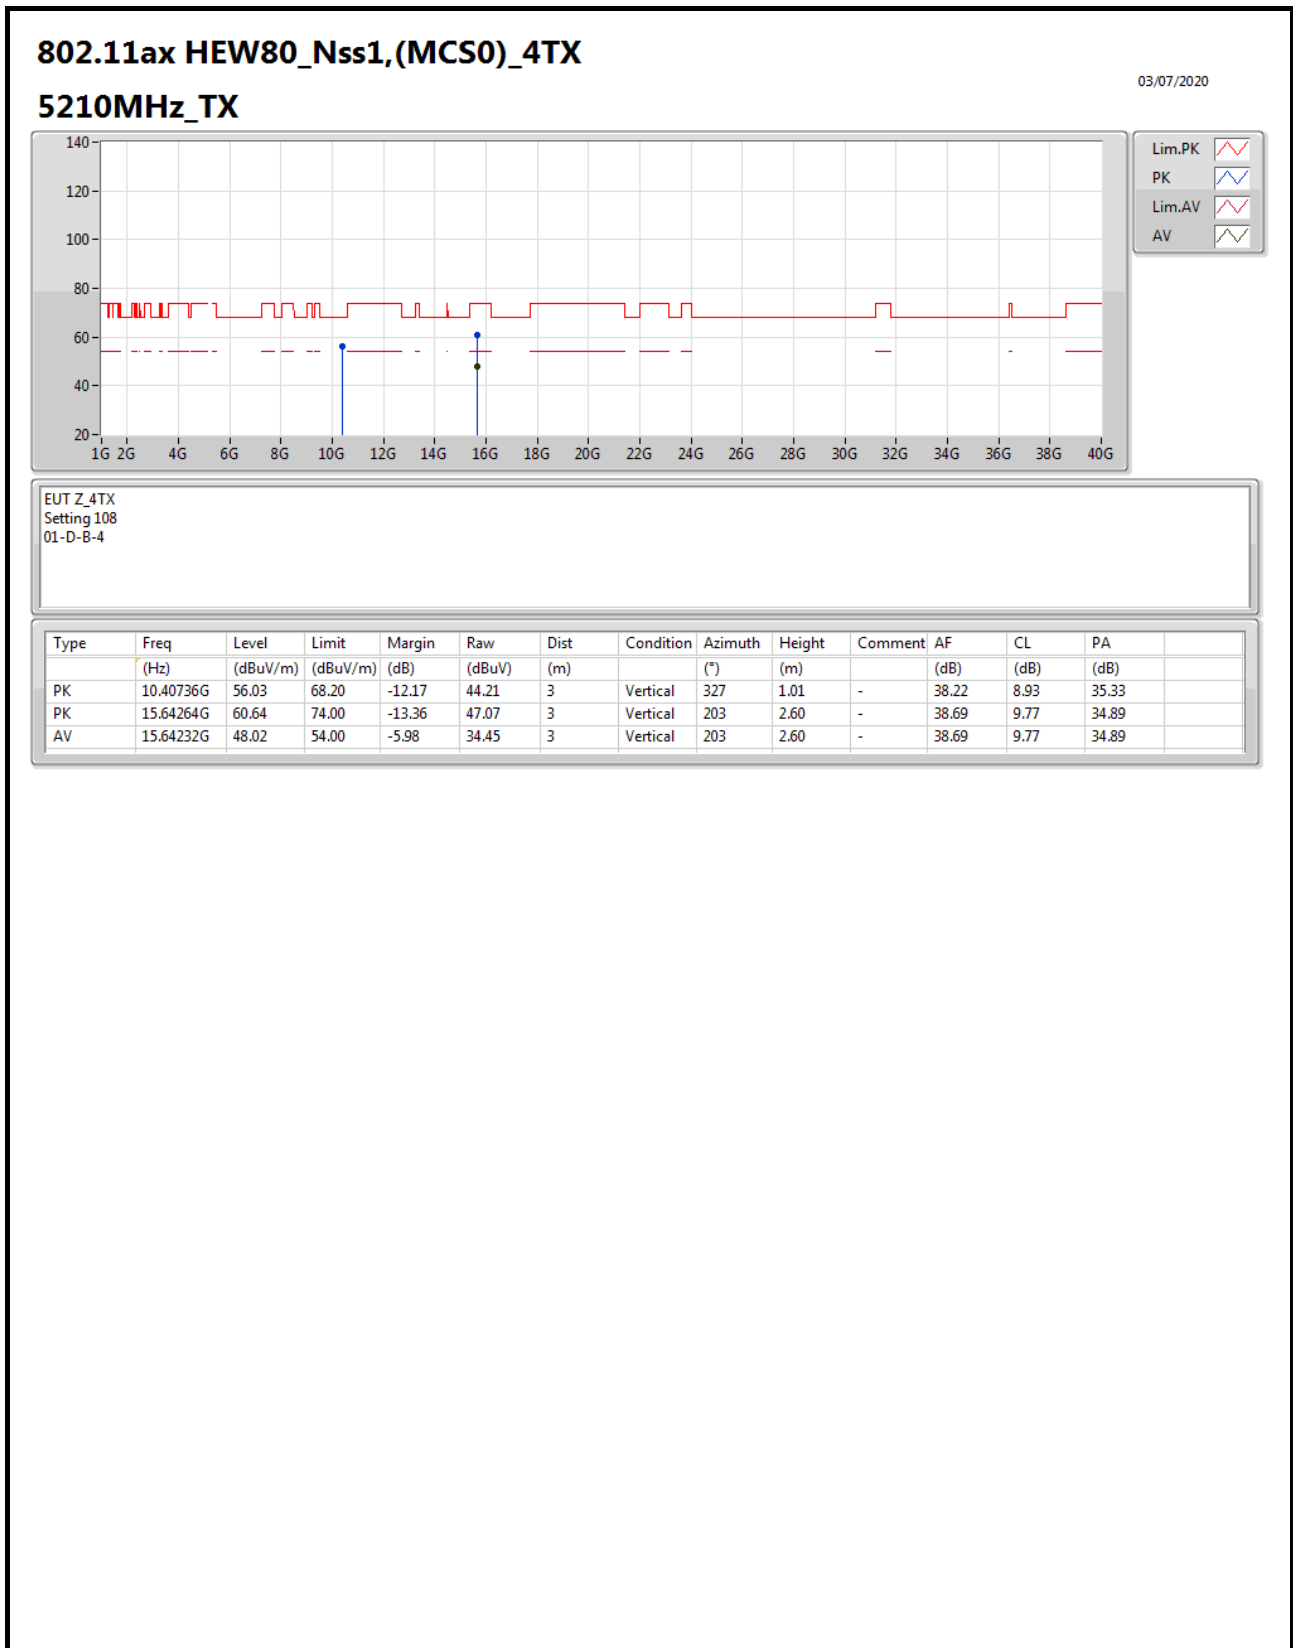 802.11ax HEW80_Nss1,(MCS0)_4TX
03/07/2020
5210MHz_TX
140
120
100
80
60
40
20
1G 2G 4G 6G 8G 10G 12G 14G 16G 18G 20G 22G 24G 26G 28G 30G 32G 34G 36G 38G 40G
Lim.PK
PK
Lim.AV
AV
EUT Z_4TX
Setting 108
01-D-B-4
Type Freq Level Limit Margin Raw Dist Condition Azimuth Height Comment AF CL PA
(Hz) (dBuV/m) (dBuV/m) (dB) (dBuV) (m) (°) (m) (dB) (dB) (dB)
PK 10.40736G 56.03 68.20 -12.17 44.21 3 Vertical 327 1.01 - 38.22 8.93 35.33
PK 15.64264G 60.64 74.00 -13.36 47.07 3 Vertical 203 2.60 - 38.69 9.77 34.89
AV 15.64232G 48.02 54.00 -5.98 34.45 3 Vertical 203 2.60 - 38.69 9.77 34.89